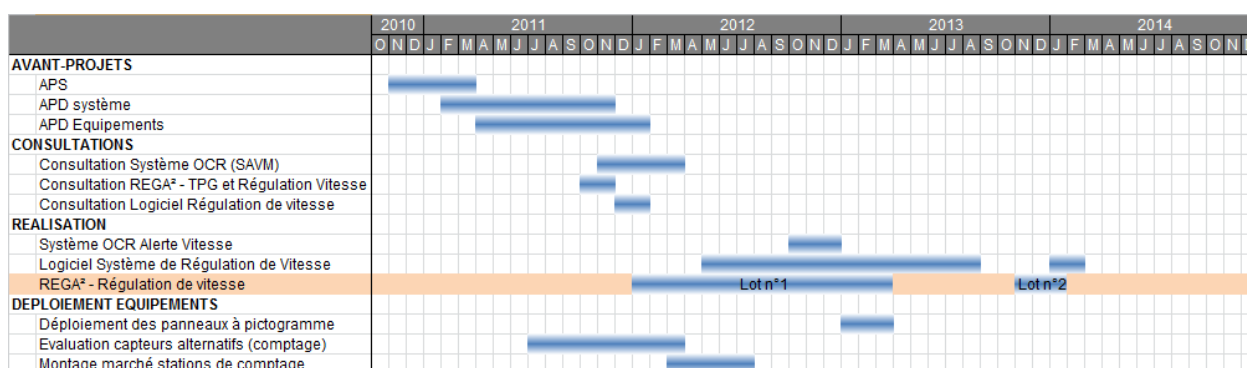 2010 2011 2012 2013 2014
O N D J F M A M J J A S O N D J F M A M J J A S O N D J F M A M J J A S O N D J F M A M J J A S O N
AVANT-PROJETS
APS
APD système
APD Equipements
CONSULTATIONS
Consultation Système OCR (SAVM)
Consultation REGA² - TPG et Régulation Vitesse
Consultation Logiciel Régulation de vitesse
REALISATION
Système OCR Alerte Vitesse
Logiciel Système de Régulation de Vitesse
REGA² - Régulation de vitesse Lot n°1 Lot n°2
DEPLOIEMENT EQUIPEMENTS
Déploiement des panneaux à pictogramme
Evaluation capteurs alternatifs (comptage)
Montage marché stations de comptage